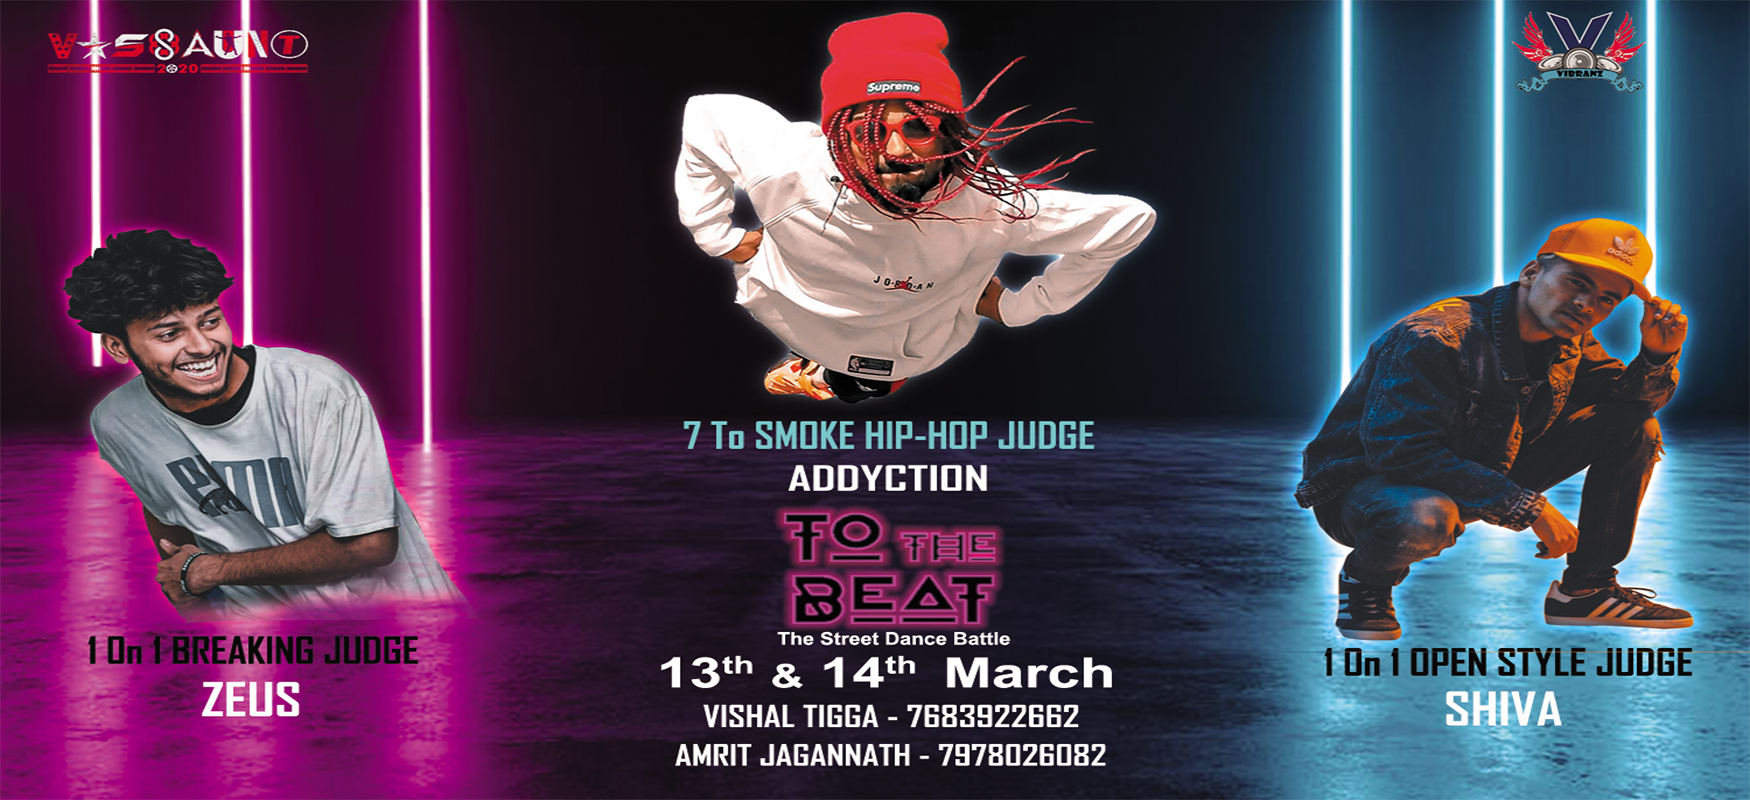 VISSAUNT
2020
VIBRANZ
Supreme
JORDAN
adidas
PUMA
7 To SMOKE HIP-HOP JUDGE
ADDYCTION
TO THE
BEAT
The Street Dance Battle
13th & 14th March
VISHAL TIGGA - 7683922662
AMRIT JAGANNATH - 7978026082
1 On 1 BREAKING JUDGE
ZEUS
1 On 1 OPEN STYLE JUDGE
SHIVA